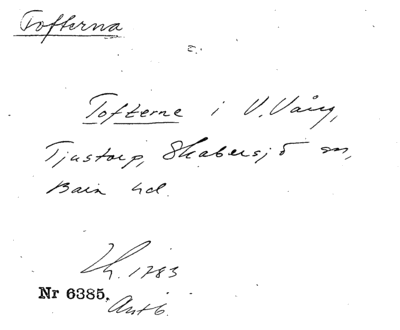 Tofterna
Tofterne i V. Vång,
Tjustorp, Skabersjö sn,
Bara hd.
1783
Nr 6385.